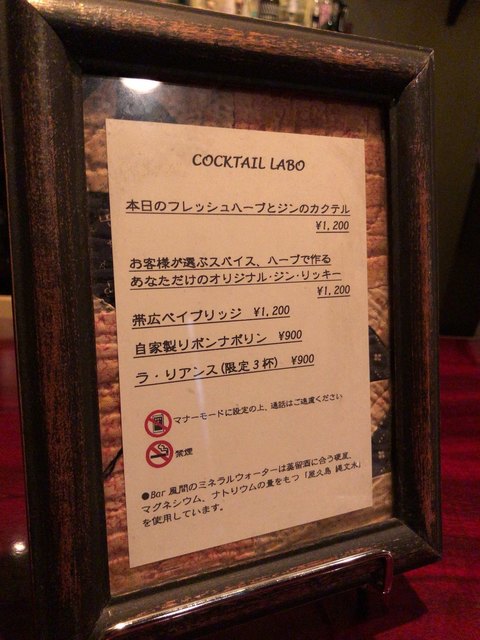 COCKTAIL LABO
本日のフレッシュハーブとジンのカクテル
¥1,200
お客様が選ぶスパイス、ハーブで作る
あなただけのオリジナル・ジン・リッキー
¥1,200
帯広ベイブリッジ ¥1,200
自家製リボンナポリン ¥900
ラ・リアンス(限定3杯) ¥900
マナーモードに設定の上、通話はご遠慮ください
禁煙
●Bar 風間のミネラルウォーターは蒸留酒に合う硬度、
マグネシウム、ナトリウムの量をもつ「屋久島 縄文水」
を使用しています。